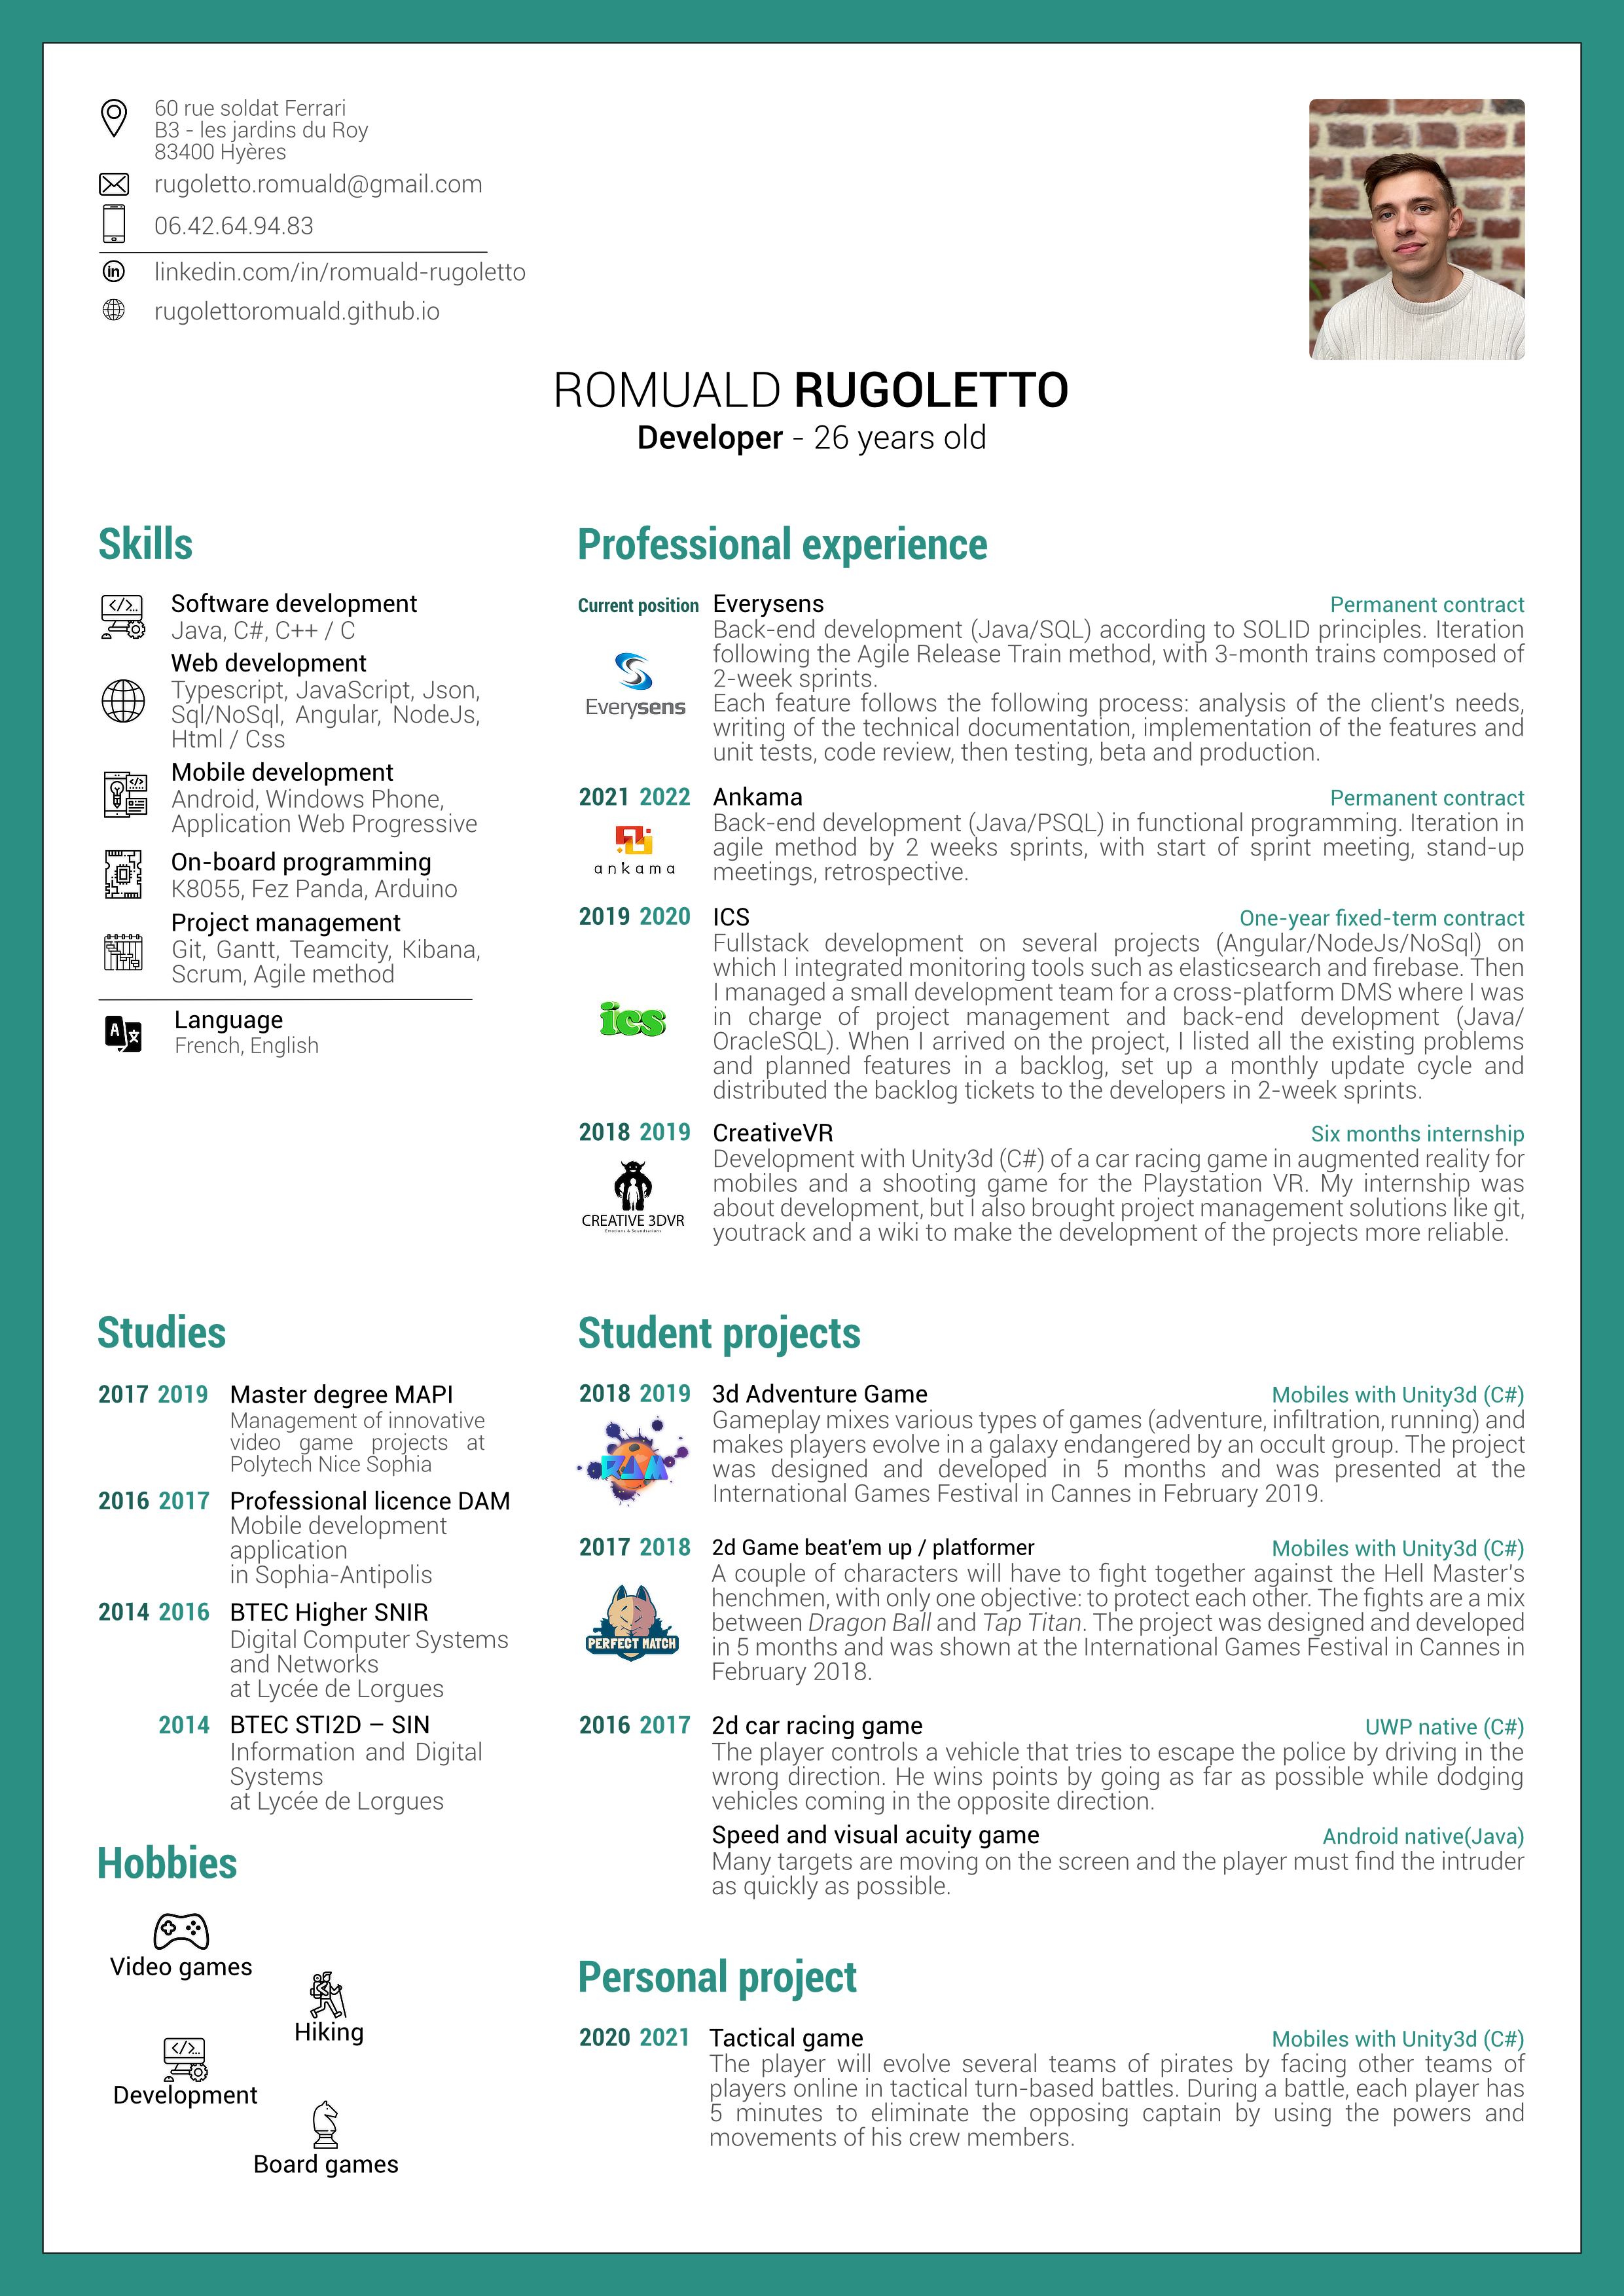 60 rue soldat Ferrari
B3 - les jardins du Roy
83400 Hyères
rugoletto.romuald@gmail.com
06.42.64.94.83
in
linkedin.com/in/romuald-rugoletto
rugolettoromuald.github.io
ROMUALD RUGOLETTO
Developer - 26 years old
Skills
Software development
Java, C#, C++ / C
Web development
Typescript, JavaScript, Json,
Sql/NoSql, Angular, NodeJs,
Html / Css
Mobile development
Android, Windows Phone,
Application Web Progressive
On-board programming
K8055, Fez Panda, Arduino
Project management
Git, Gantt, Teamcity, Kibana,
Scrum, Agile method
Language
French, English
Professional experience
Current position Everysens Permanent contract
Everysens
Back-end development (Java/SQL) according to SOLID principles. Iteration
following the Agile Release Train method, with 3-month trains composed of
2-week sprints.
Each feature follows the following process: analysis of the client's needs,
writing of the technical documentation, implementation of the features and
unit tests, code review, then testing, beta and production.
2021 2022 Ankama Permanent contract
ankama
Back-end development (Java/PSQL) in functional programming. Iteration in
agile method by 2 weeks sprints, with start of sprint meeting, stand-up
meetings, retrospective.
2019 2020 ICS One-year fixed-term contract
ics
Fullstack development on several projects (Angular/NodeJs/NoSql) on
which I integrated monitoring tools such as elasticsearch and firebase. Then
I managed a small development team for a cross-platform DMS where I was
in charge of project management and back-end development (Java/
OracleSQL). When I arrived on the project, I listed all the existing problems
and planned features in a backlog, set up a monthly update cycle and
distributed the backlog tickets to the developers in 2-week sprints.
2018 2019 CreativeVR Six months internship
CREATIVE 3DVR
Development with Unity3d (C#) of a car racing game in augmented reality for
mobiles and a shooting game for the Playstation VR. My internship was
about development, but I also brought project management solutions like git,
youtrack and a wiki to make the development of the projects more reliable.
Studies
2017 2019 Master degree MAPI
Management of innovative
video game projects at
Polytech Nice Sophia
2016 2017 Professional licence DAM
Mobile development
application
in Sophia-Antipolis
2014 2016 BTEC Higher SNIR
Digital Computer Systems
and Networks
at Lycée de Lorgues
2014 BTEC STI2D – SIN
Information and Digital
Systems
at Lycée de Lorgues
Hobbies
Video games
Hiking
Development
Board games
Student projects
2018 2019 3d Adventure Game Mobiles with Unity3d (C#)
Gameplay mixes various types of games (adventure, infiltration, running) and
makes players evolve in a galaxy endangered by an occult group. The project
was designed and developed in 5 months and was presented at the
International Games Festival in Cannes in February 2019.
2017 2018 2d Game beat'em up / platformer Mobiles with Unity3d (C#)
PERFECT MATCH
A couple of characters will have to fight together against the Hell Master's
henchmen, with only one objective: to protect each other. The fights are a mix
between Dragon Ball and Tap Titan. The project was designed and developed
in 5 months and was shown at the International Games Festival in Cannes in
February 2018.
2016 2017 2d car racing game UWP native (C#)
The player controls a vehicle that tries to escape the police by driving in the
wrong direction. He wins points by going as far as possible while dodging
vehicles coming in the opposite direction.
Speed and visual acuity game Android native(Java)
Many targets are moving on the screen and the player must find the intruder
as quickly as possible.
Personal project
2020 2021 Tactical game Mobiles with Unity3d (C#)
The player will evolve several teams of pirates by facing other teams of
players online in tactical turn-based battles. During a battle, each player has
5 minutes to eliminate the opposing captain by using the powers and
movements of his crew members.